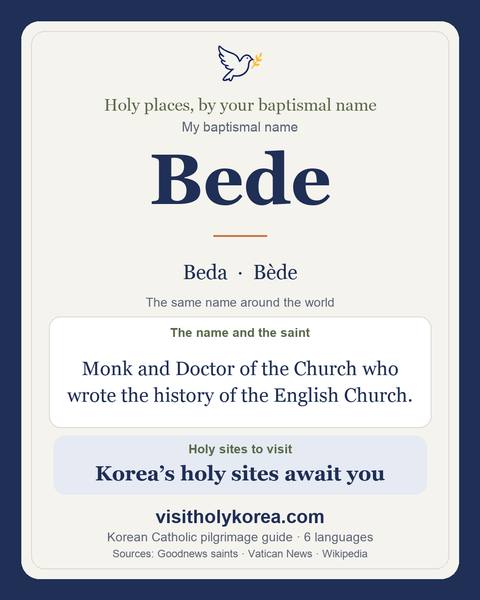 Holy places, by your baptismal name
My baptismal name
Bede
Beda · Bède
The same name around the world
The name and the saint
Monk and Doctor of the Church who
wrote the history of the English Church.
Holy sites to visit
Korea’s holy sites await you
visitholykorea.com
Korean Catholic pilgrimage guide · 6 languages
Sources: Goodnews saints · Vatican News · Wikipedia